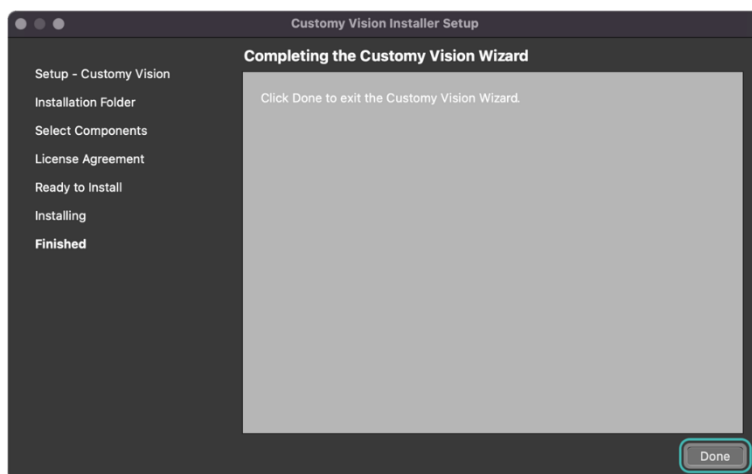 Customy Vision Installer Setup
Completing the Customy Vision Wizard
Setup - Customy Vision
Installation Folder
Select Components
License Agreement
Ready to Install
Installing
Finished
Click Done to exit the Customy Vision Wizard.
Done